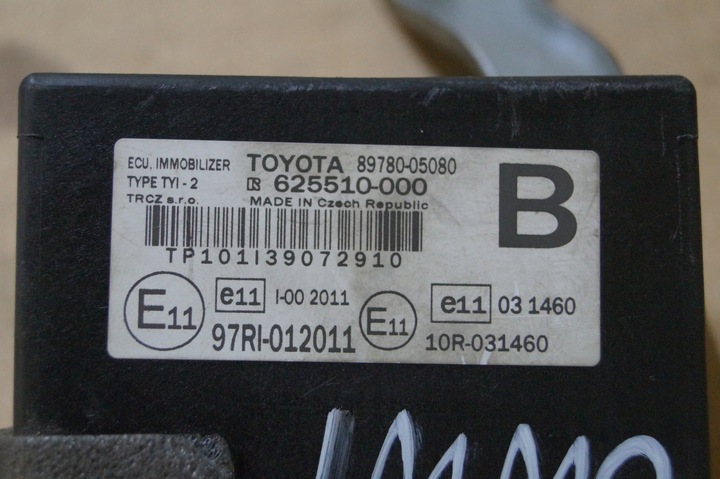 ECU. IMMOBILIZER TOYOTA 89780-05080
TYPE TYI - 2 R 625510-000
TRCZ s.r.o. MADE IN Czech Republic
B
TP101I39072910
E11 e11 I-00 2011 E11 e11 03 1460
97RI-012011 10R-031460
IMMO